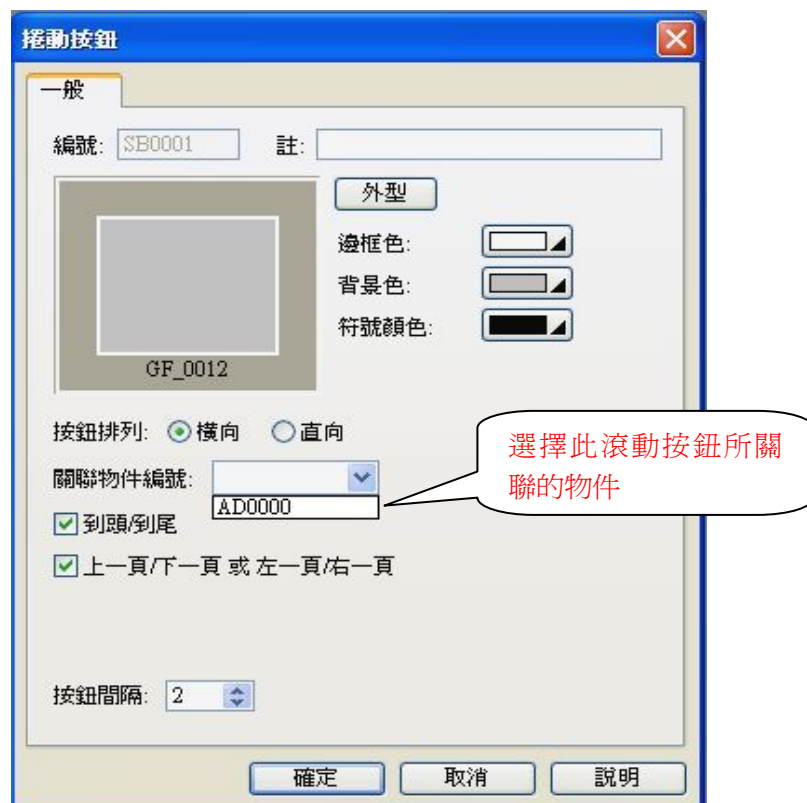 捲動按鈕
一般
編號: SB0001 註:
外型
邊框色:
背景色:
符號顏色:
GF_0012
按鈕排列: 橫向 直向
選擇此滾動按鈕所關
聯的物件
關聯物件編號:
AD0000
到頭/到尾
上一頁/下一頁 或 左一頁/右一頁
按鈕間隔: 2
確定 取消 說明